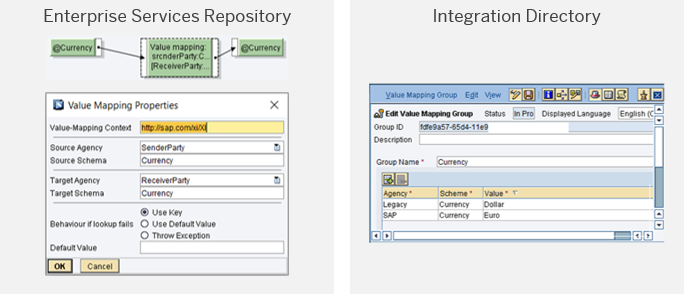 Enterprise Services Repository
@Currency
Value mapping:
srcnderParty:C...
[ReceiverParty:...
@Currency
Value Mapping Properties
Value-Mapping Context http://sap.com/xi/XI
Source Agency SenderParty
Source Schema Currency
Target Agency ReceiverParty
Target Schema Currency
Behaviour if lookup fails
Use Key
Use Default Value
Throw Exception
Default Value
OK Cancel
Integration Directory
Value Mapping Group Edit View
Edit Value Mapping Group Status In Pro Displayed Language English (
Group ID fdfe9a57-65d4-11e9
Description
Group Name * Currency
Agency * Scheme * Value *
Legacy Currency Dollar
SAP Currency Euro